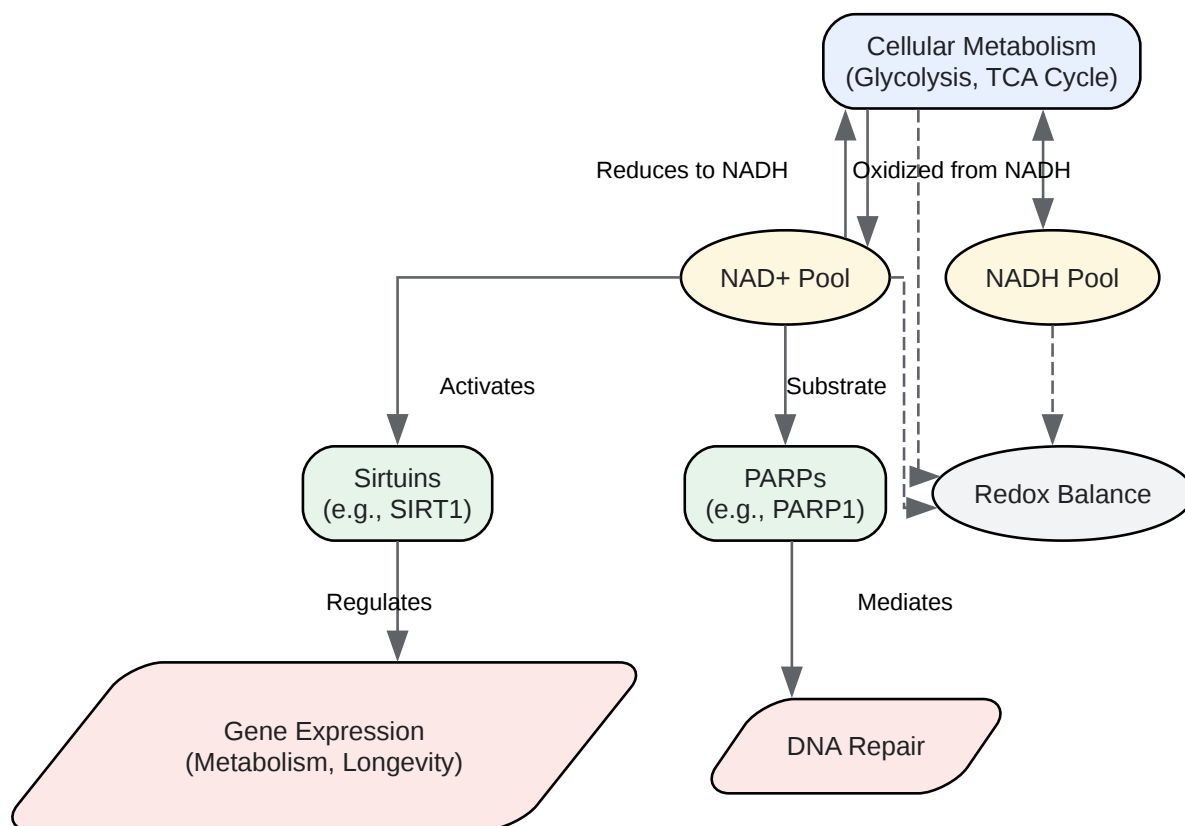 Cellular Metabolism
(Glycolysis, TCA Cycle)
Reduces to NADH
Oxidized from NADH
NAD+ Pool
NADH Pool
Activates
Substrate
Sirtuins
(e.g., SIRT1)
PARPs
(e.g., PARP1)
Redox Balance
Regulates
Mediates
Gene Expression
(Metabolism, Longevity)
DNA Repair